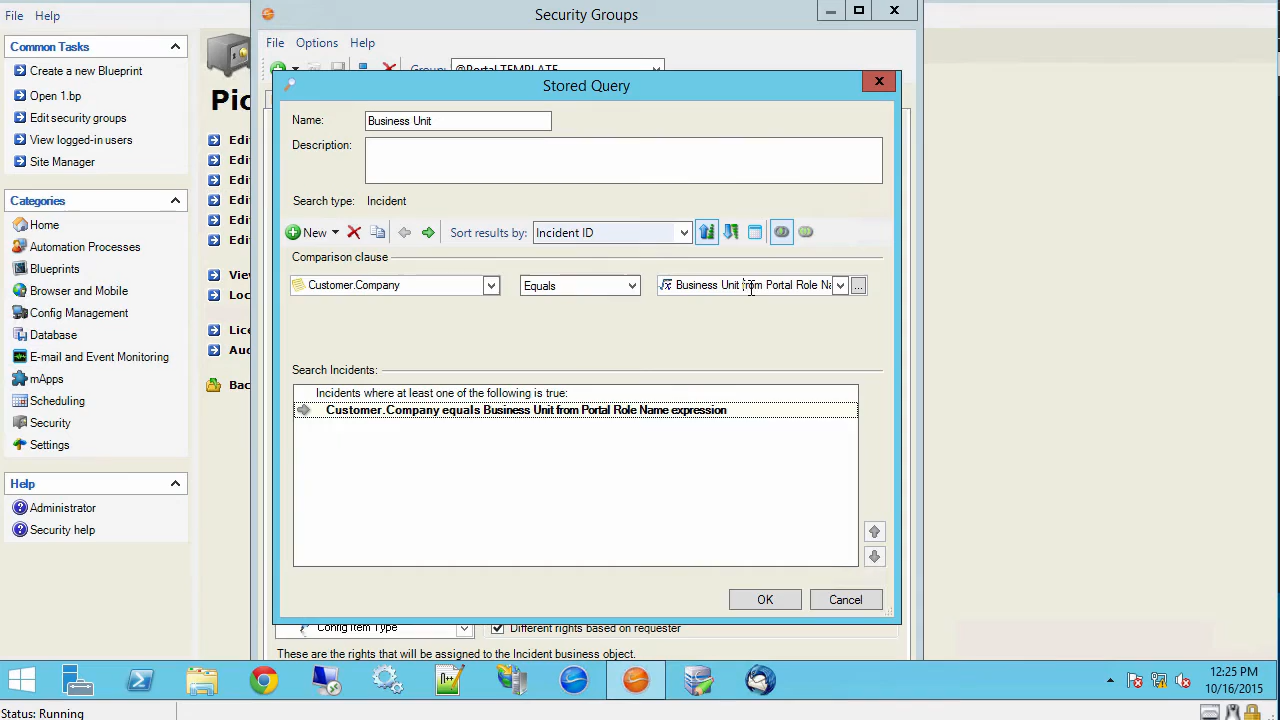 File Help
Security Groups
Common Tasks
Create a new Blueprint
Open 1.bp
Edit security groups
View logged-in users
Site Manager
Categories
Home
Automation Processes
Blueprints
Browser and Mobile
Config Management
Database
E-mail and Event Monitoring
mApps
Scheduling
Security
Settings
Help
Administrator
Security help
File Options Help
Group: @Portal TEMPLATE
Stored Query
Name: Business Unit
Description:
Search type: Incident
New Sort results by: Incident ID
Comparison clause
Customer.Company Equals Business Unit from Portal Role Na
...
Search Incidents:
Incidents where at least one of the following is true:
Customer.Company equals Business Unit from Portal Role Name expression
OK Cancel
Config Item Type Different rights based on requester
These are the rights that will be assigned to the Incident business object.
12:25 PM
10/16/2015
Status: Running